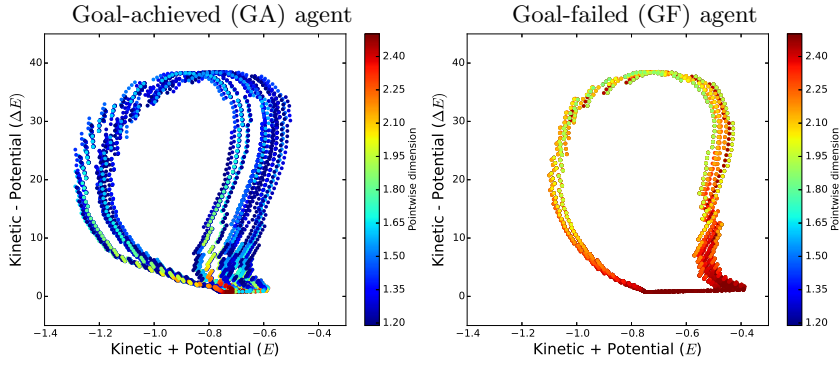 Goal-achieved (GA) agent
Kinetic - Potential (ΔE)
40
30
20
10
0
−1.4 −1.2 −1.0 −0.8 −0.6 −0.4
Kinetic + Potential (E)
2.40
2.25
2.10
1.95
1.80
1.65
1.50
1.35
1.20
Pointwise dimension
Goal-failed (GF) agent
Kinetic - Potential (ΔE)
40
30
20
10
0
−1.4 −1.2 −1.0 −0.8 −0.6 −0.4
Kinetic + Potential (E)
2.40
2.25
2.10
1.95
1.80
1.65
1.50
1.35
1.20
Pointwise dimension